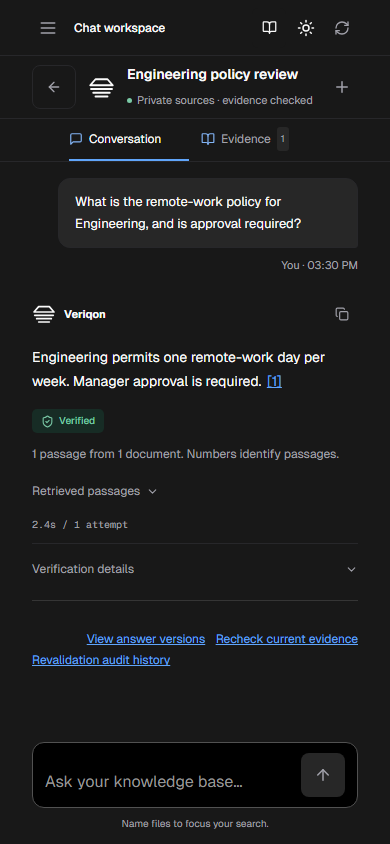 Chat workspace
Engineering policy review
Private sources · evidence checked
Conversation
Evidence 1
What is the remote-work policy for
Engineering, and is approval required?
You · 03:30 PM
Veriqon
Engineering permits one remote-work day per
week. Manager approval is required. [1]
Verified
1 passage from 1 document. Numbers identify passages.
Retrieved passages
2.4s / 1 attempt
Verification details
View answer versions Recheck current evidence
Revalidation audit history
Ask your knowledge base...
Name files to focus your search.